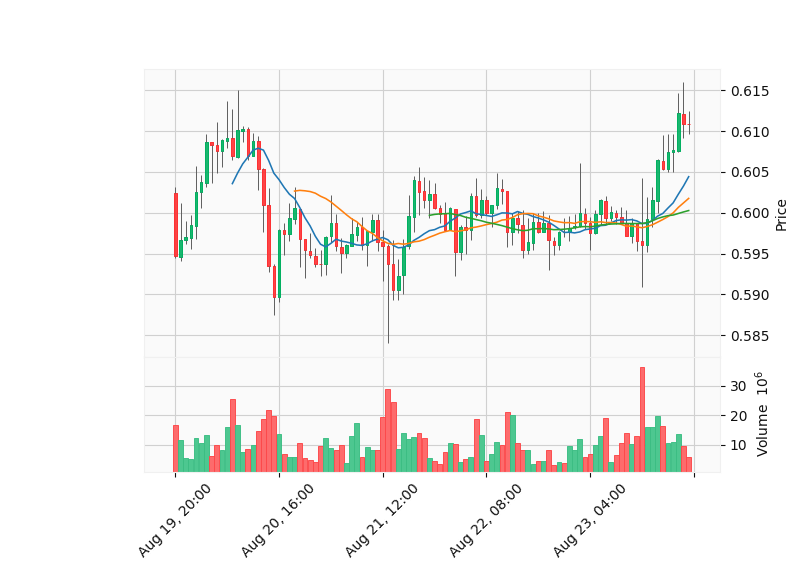 0.615
0.610
0.605
0.600
0.595
0.590
0.585
Price
30
20
10
Volume 10^6
Aug 19, 20:00
Aug 20, 16:00
Aug 21, 12:00
Aug 22, 08:00
Aug 23, 04:00